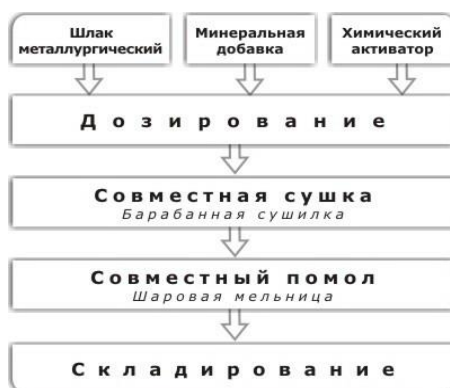 Шлак
металлургический
Минеральная
добавка
Химический
активатор
Дозирование
Совместная сушка
Барабанная сушилка
Совместный помол
Шаровая мельница
Складирование